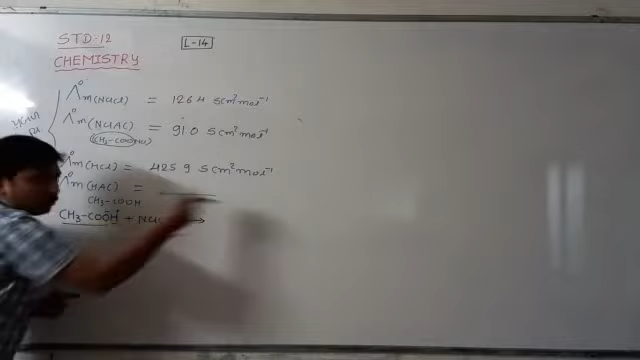 STD:-12
L-14
CHEMISTRY
Λ°m(NaCl) = 126.4 S cm² mol⁻¹
Λ°m(NaAC) = 91.0 S cm² mol⁻¹
(CH₃-COONa)
Λ°m(HCl) = 425.9 S cm² mol⁻¹
Λ°m(HAC) =
CH₃-COOH
CH₃-COOH + →